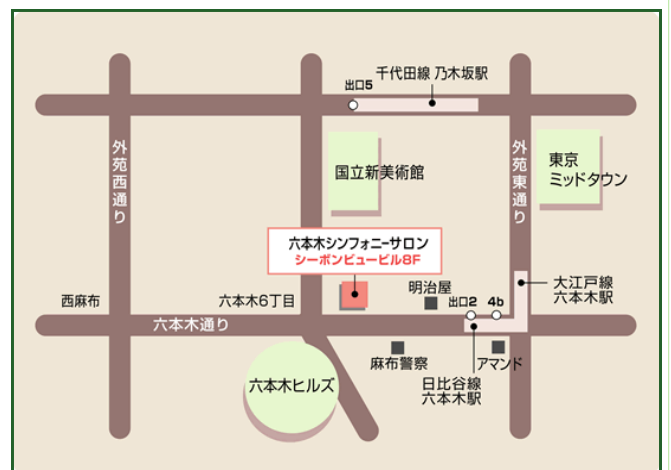 千代田線 乃木坂駅
出口5
外苑西通り
国立新美術館
外苑東通り
東京
ミッドタウン
六本木シンフォニーサロン
シーボンビュービル8F
大江戸線
六本木駅
明治屋
出口2
4b
西麻布
六本木6丁目
六本木通り
麻布警察
アマンド
六本木ヒルズ
日比谷線
六本木駅